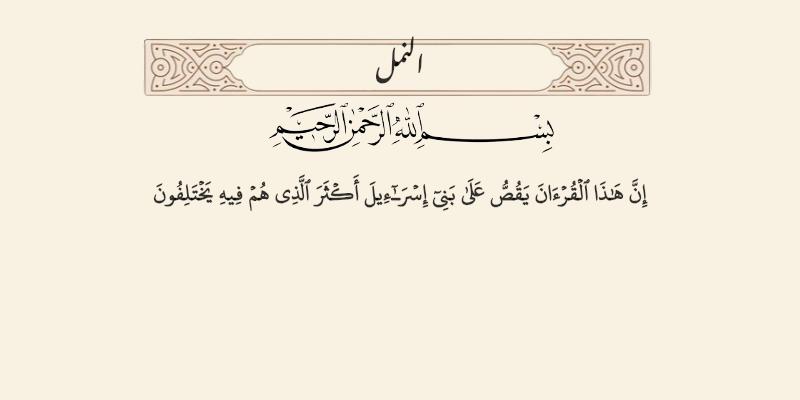 النمل
بِسْمِ ٱللَّهِ ٱلرَّحْمَٰنِ ٱلرَّحِيمِ
إِنَّ هَٰذَا ٱلْقُرْءَانَ يَقُصُّ عَلَىٰ بَنِىٓ إِسْرَـٰٓءِيلَ أَكْثَرَ ٱلَّذِى هُمْ فِيهِ يَخْتَلِفُونَ